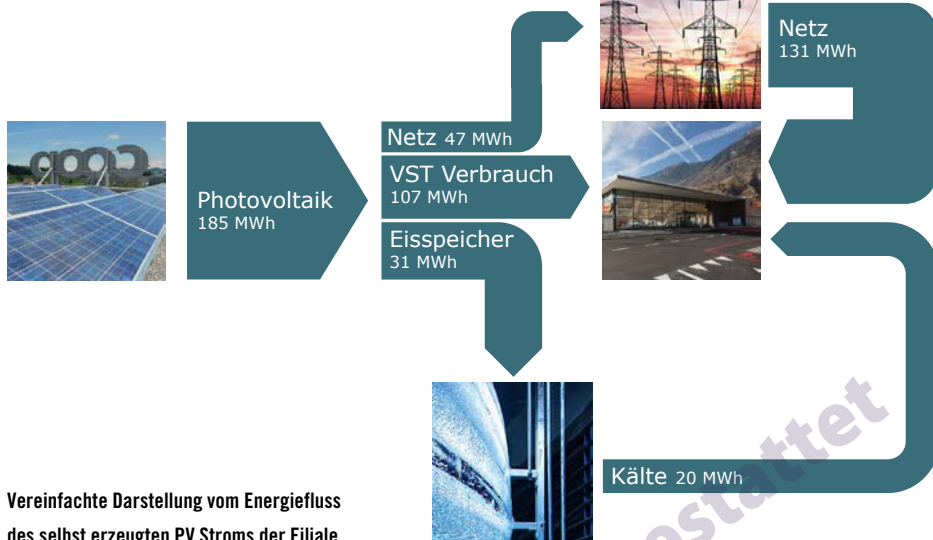 Netz
131 MWh
coop
Netz 47 MWh
Photovoltaik
185 MWh
VST Verbrauch
107 MWh
Eisspeicher
31 MWh
Kälte 20 MWh
Vereinfachte Darstellung vom Energiefluss
des selbst erzeugten PV Stroms der Filiale